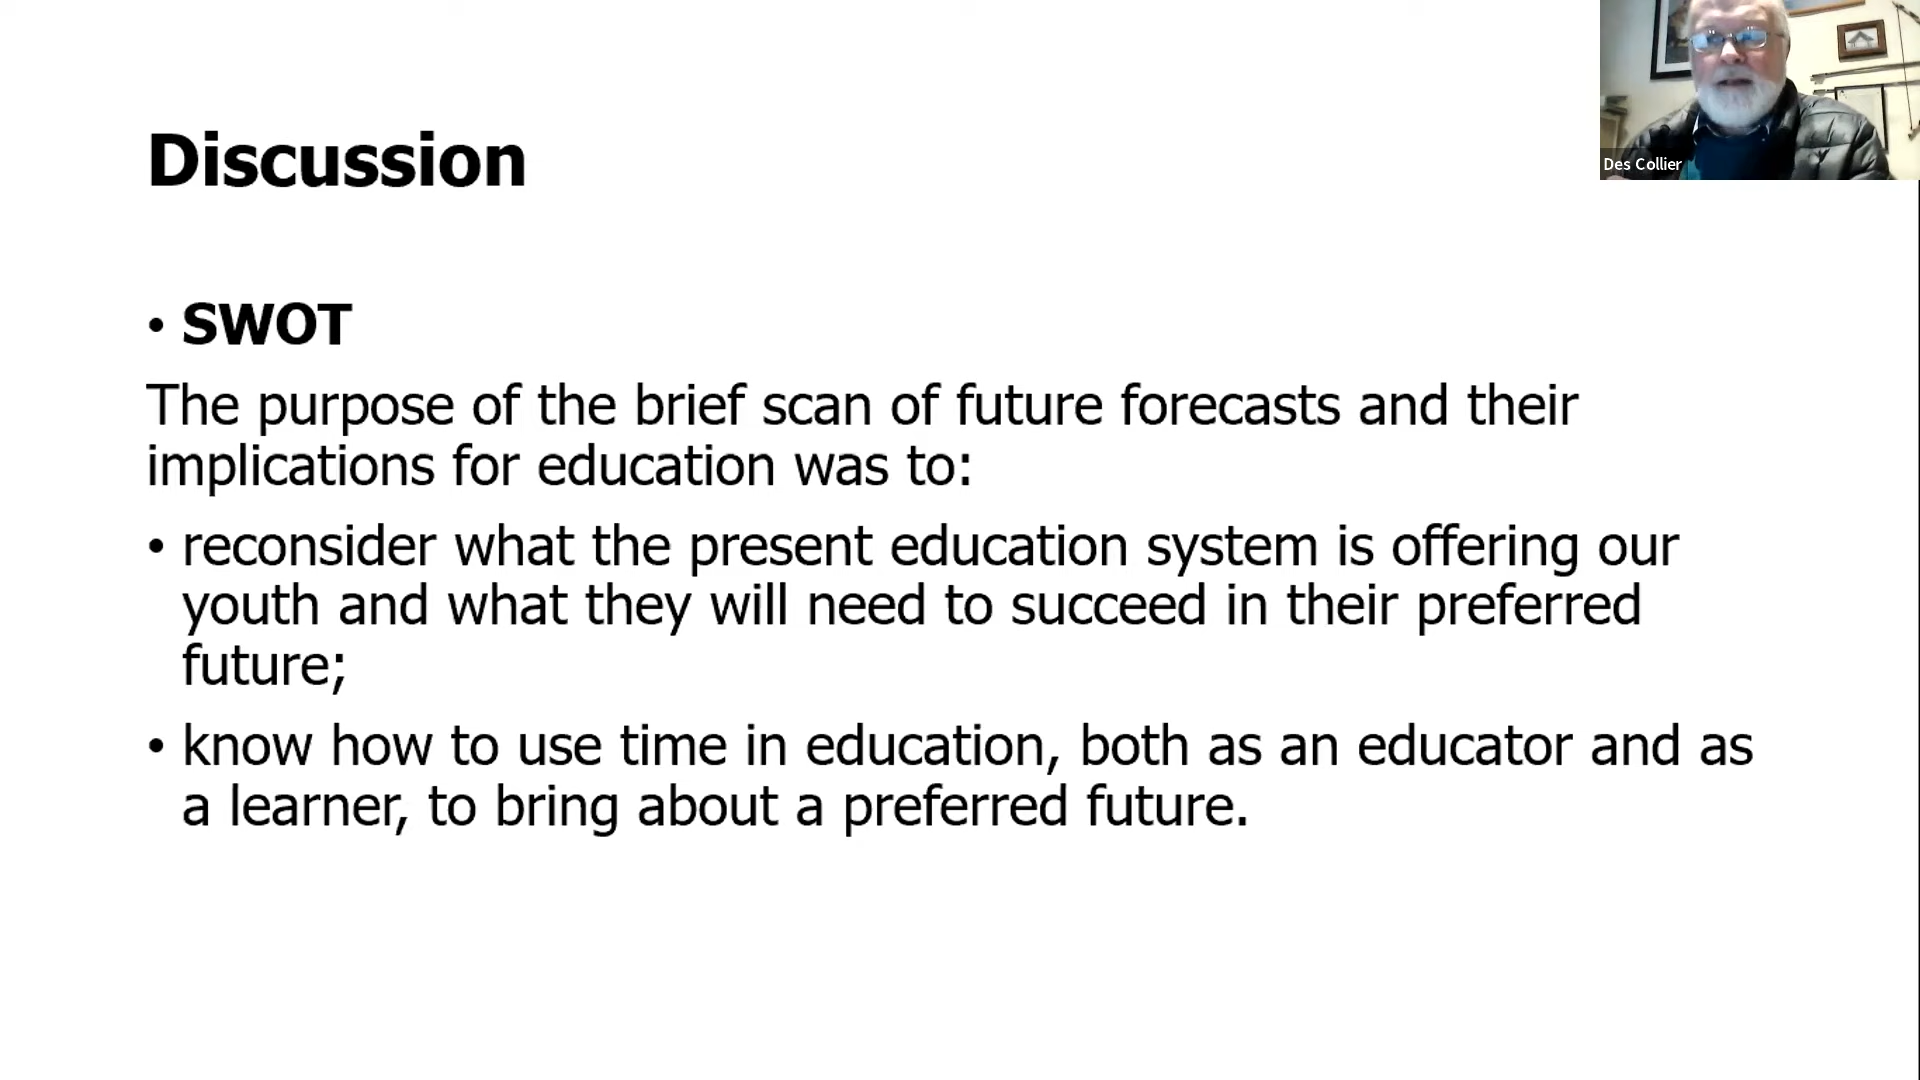 Discussion
• SWOT
The purpose of the brief scan of future forecasts and their
implications for education was to:
• reconsider what the present education system is offering our
youth and what they will need to succeed in their preferred
future;
• know how to use time in education, both as an educator and as
a learner, to bring about a preferred future.
Des Collier